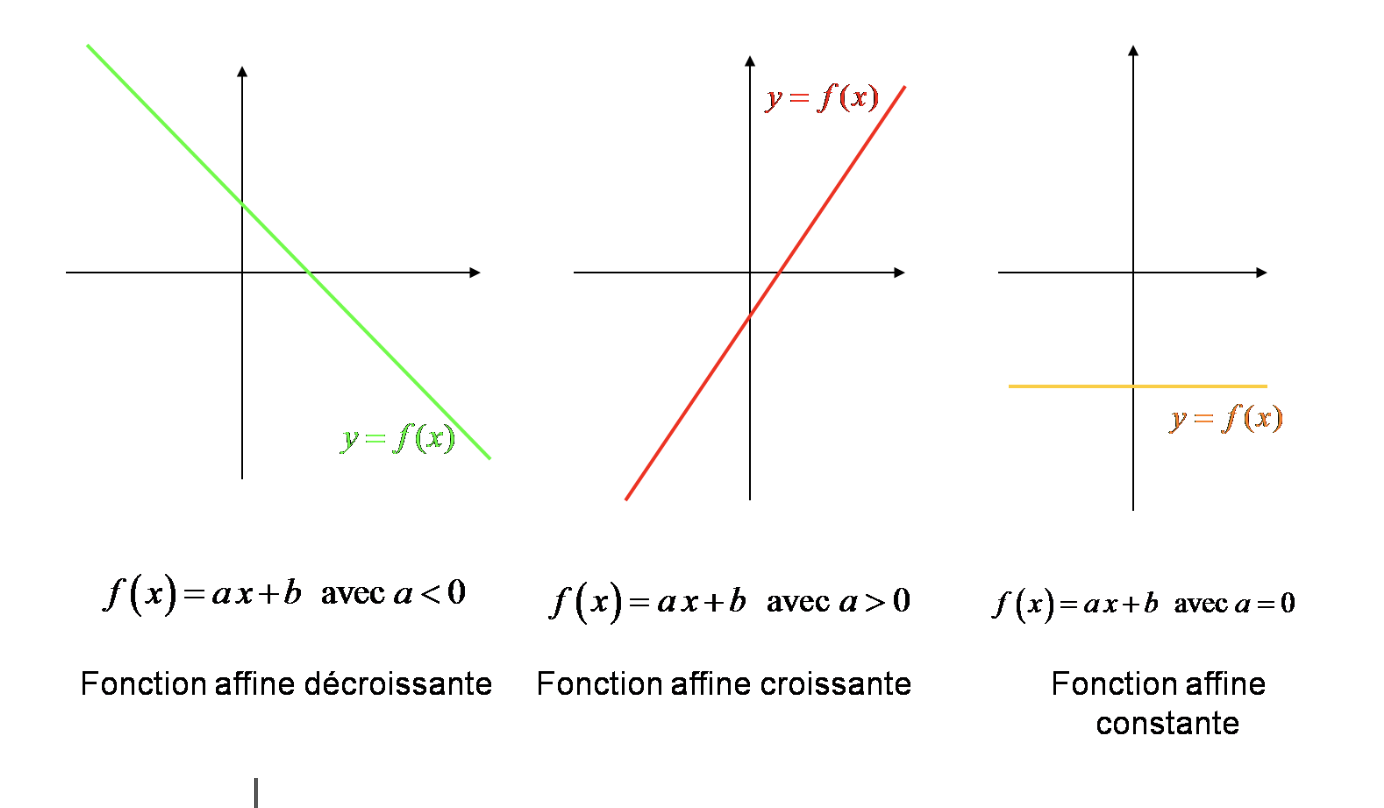 y = f(x)
y = f(x)
y = f(x)
f(x) = ax + b avec a < 0
f(x) = ax + b avec a > 0
f(x) = ax + b avec a = 0
Fonction affine décroissante
Fonction affine croissante
Fonction affine
constante